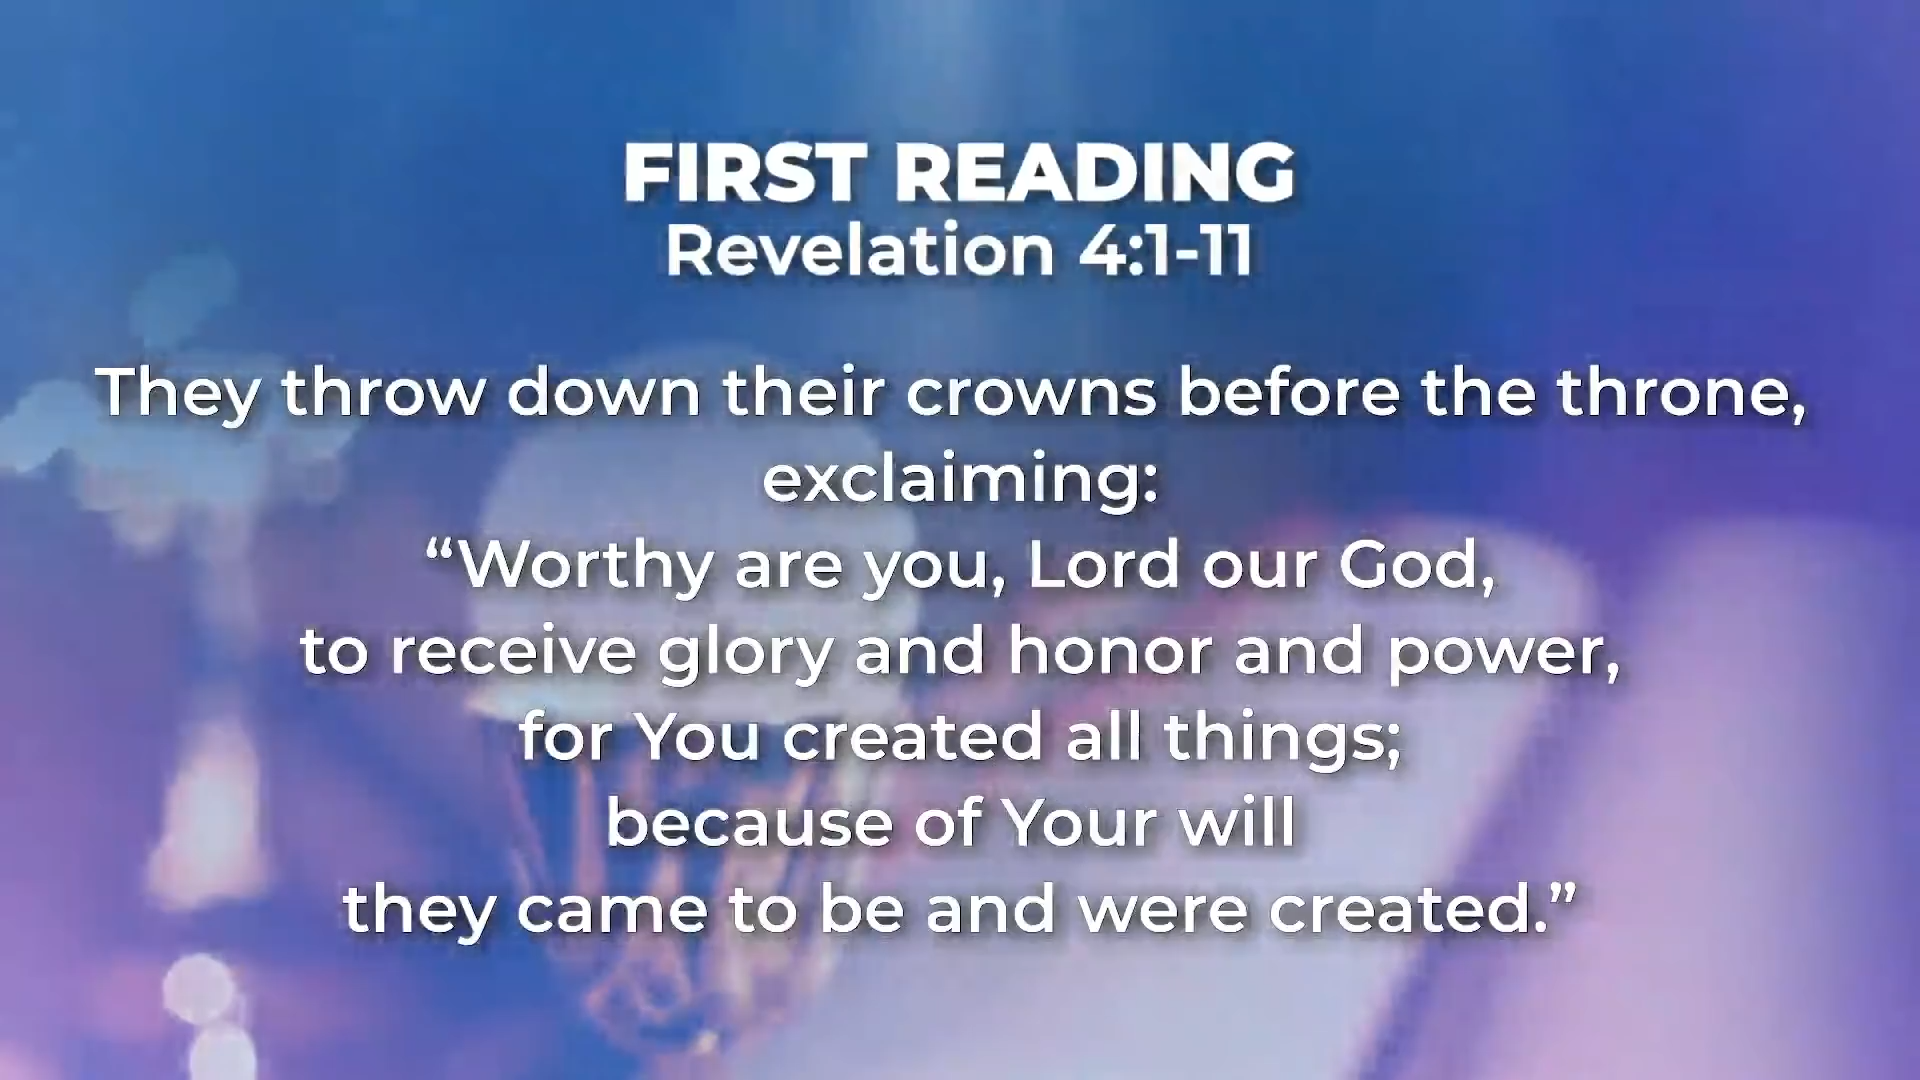 FIRST READING
Revelation 4:1-11
They throw down their crowns before the throne,
exclaiming:
“Worthy are you, Lord our God,
to receive glory and honor and power,
for You created all things;
because of Your will
they came to be and were created.”